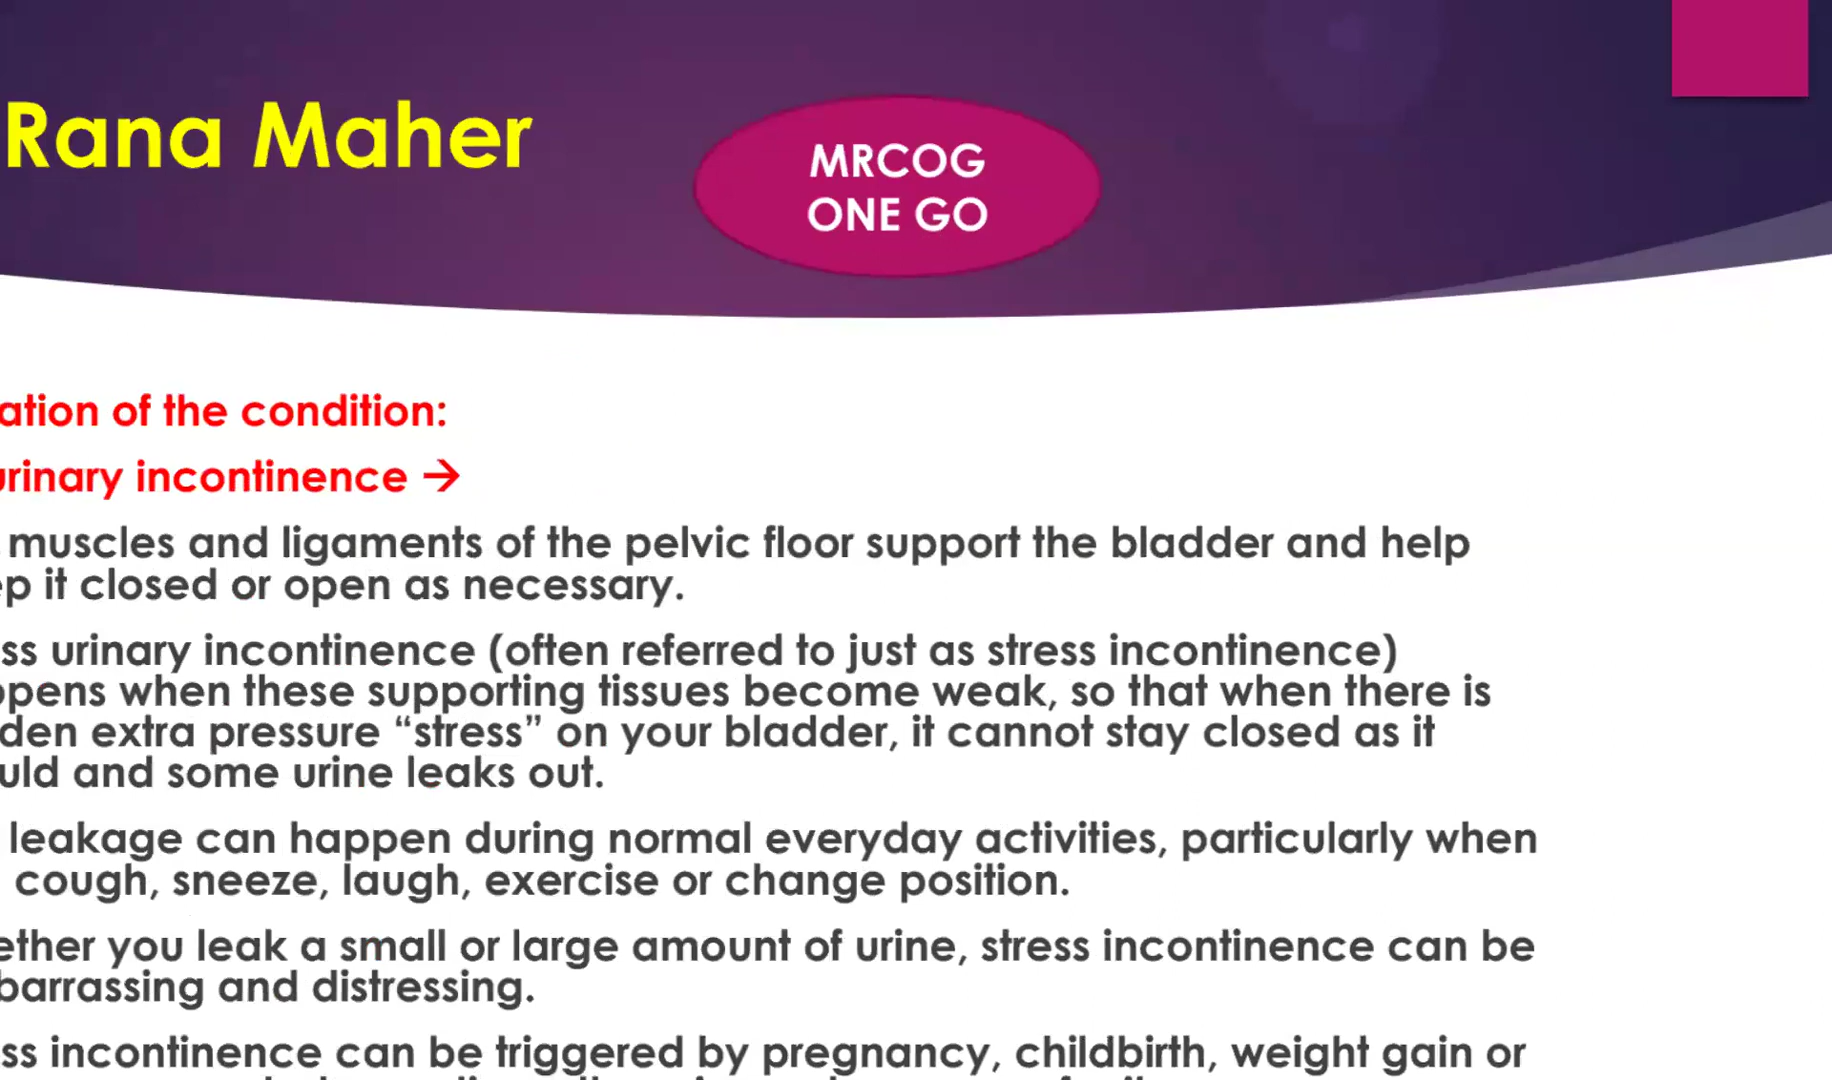 Rana Maher
MRCOG
ONE GO
ation of the condition:
urinary incontinence →
muscles and ligaments of the pelvic floor support the bladder and help
ep it closed or open as necessary.
ss urinary incontinence (often referred to just as stress incontinence)
ppens when these supporting tissues become weak, so that when there is
den extra pressure “stress” on your bladder, it cannot stay closed as it
uld and some urine leaks out.
leakage can happen during normal everyday activities, particularly when
cough, sneeze, laugh, exercise or change position.
ether you leak a small or large amount of urine, stress incontinence can be
barrassing and distressing.
ss incontinence can be triggered by pregnancy, childbirth, weight gain or